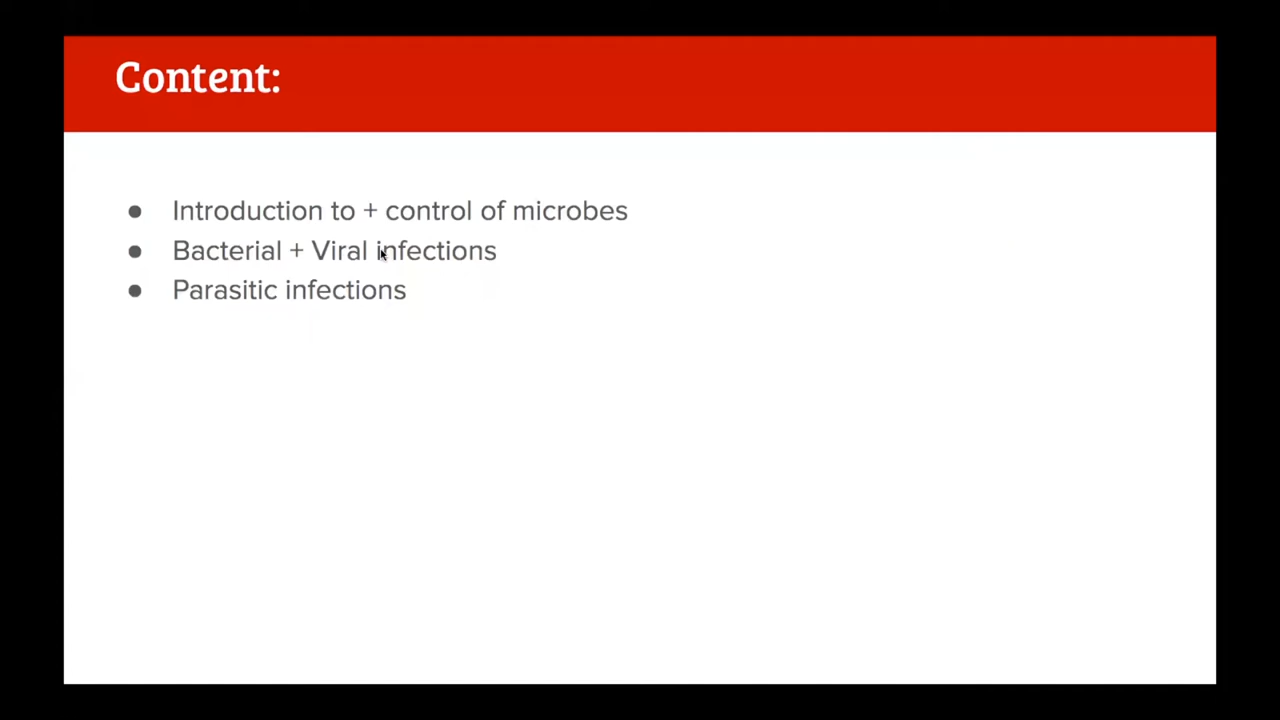 Content:
● Introduction to + control of microbes
● Bacterial + Viral infections
● Parasitic infections